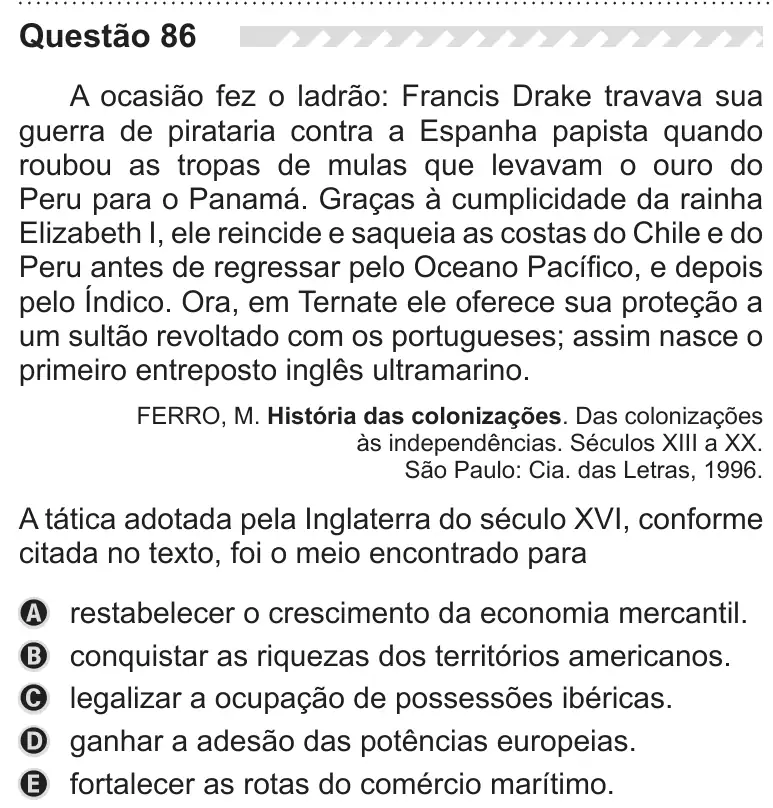 Questão 86
A ocasião fez o ladrão: Francis Drake travava sua
guerra de pirataria contra a Espanha papista quando
roubou as tropas de mulas que levavam o ouro do
Peru para o Panamá. Graças à cumplicidade da rainha
Elizabeth I, ele reincide e saqueia as costas do Chile e do
Peru antes de regressar pelo Oceano Pacífico, e depois
pelo Índico. Ora, em Ternate ele oferece sua proteção a
um sultão revoltado com os portugueses; assim nasce o
primeiro entreposto inglês ultramarino.
FERRO, M. História das colonizações. Das colonizações
às independências. Séculos XIII a XX.
São Paulo: Cia. das Letras, 1996.
A tática adotada pela Inglaterra do século XVI, conforme
citada no texto, foi o meio encontrado para
A restabelecer o crescimento da economia mercantil.
B conquistar as riquezas dos territórios americanos.
C legalizar a ocupação de possessões ibéricas.
D ganhar a adesão das potências europeias.
E fortalecer as rotas do comércio marítimo.